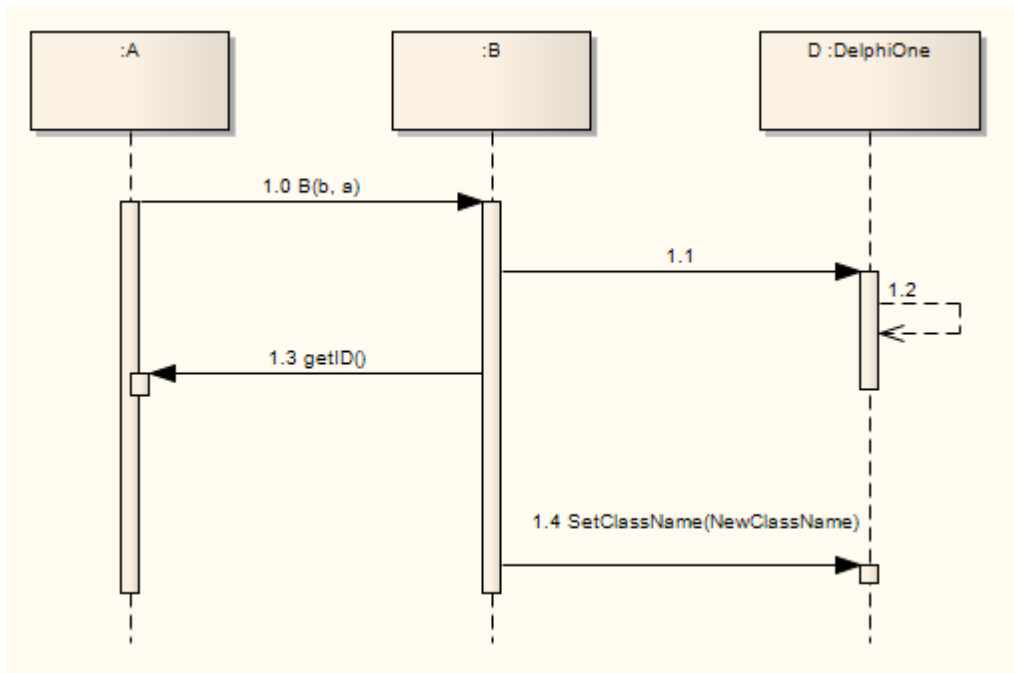 :A
:B
D :DelphiOne
1.0 B(b, a)
1.1
1.2
1.3 getID()
1.4 SetClassName(NewClassName)